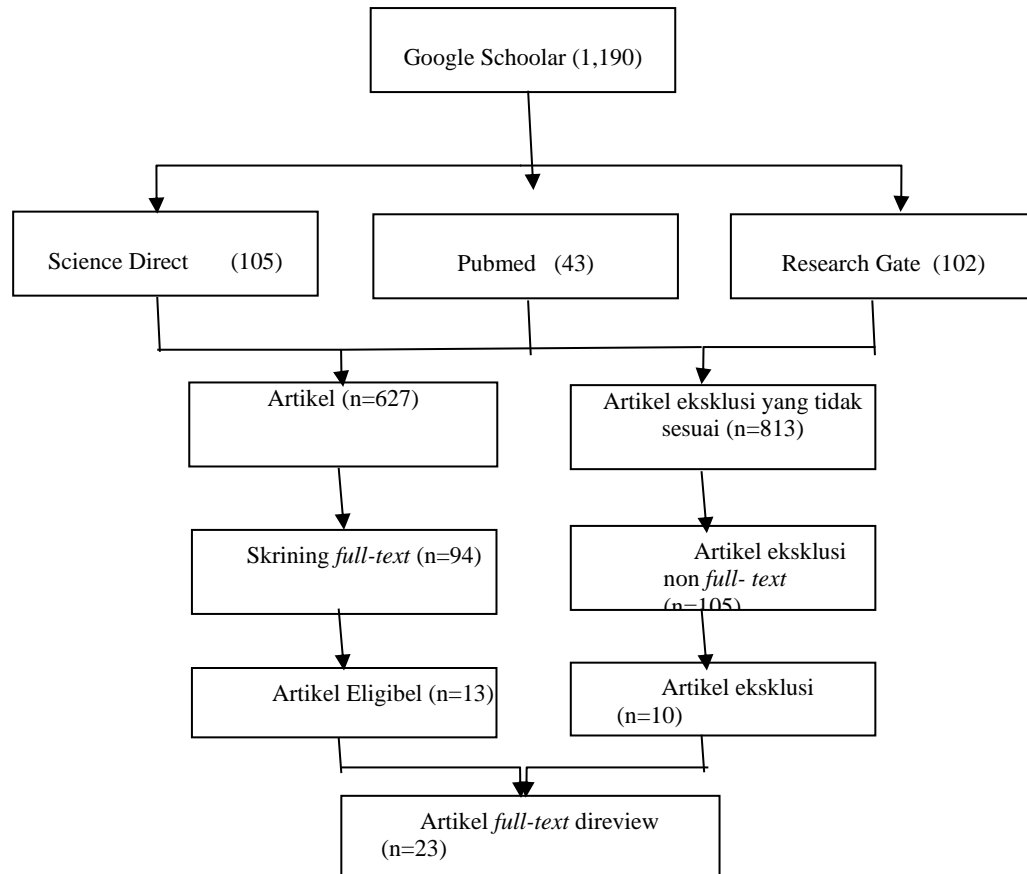 Google Schoolar (1,190)
Science Direct (105)
Pubmed (43)
Research Gate (102)
Artikel (n=627)
Artikel eksklusi yang tidak
sesuai (n=813)
Skrining full-text (n=94)
Artikel eksklusi
non full- text
(n=105)
Artikel Eligibel (n=13)
Artikel eksklusi
(n=10)
Artikel full-text direview
(n=23)